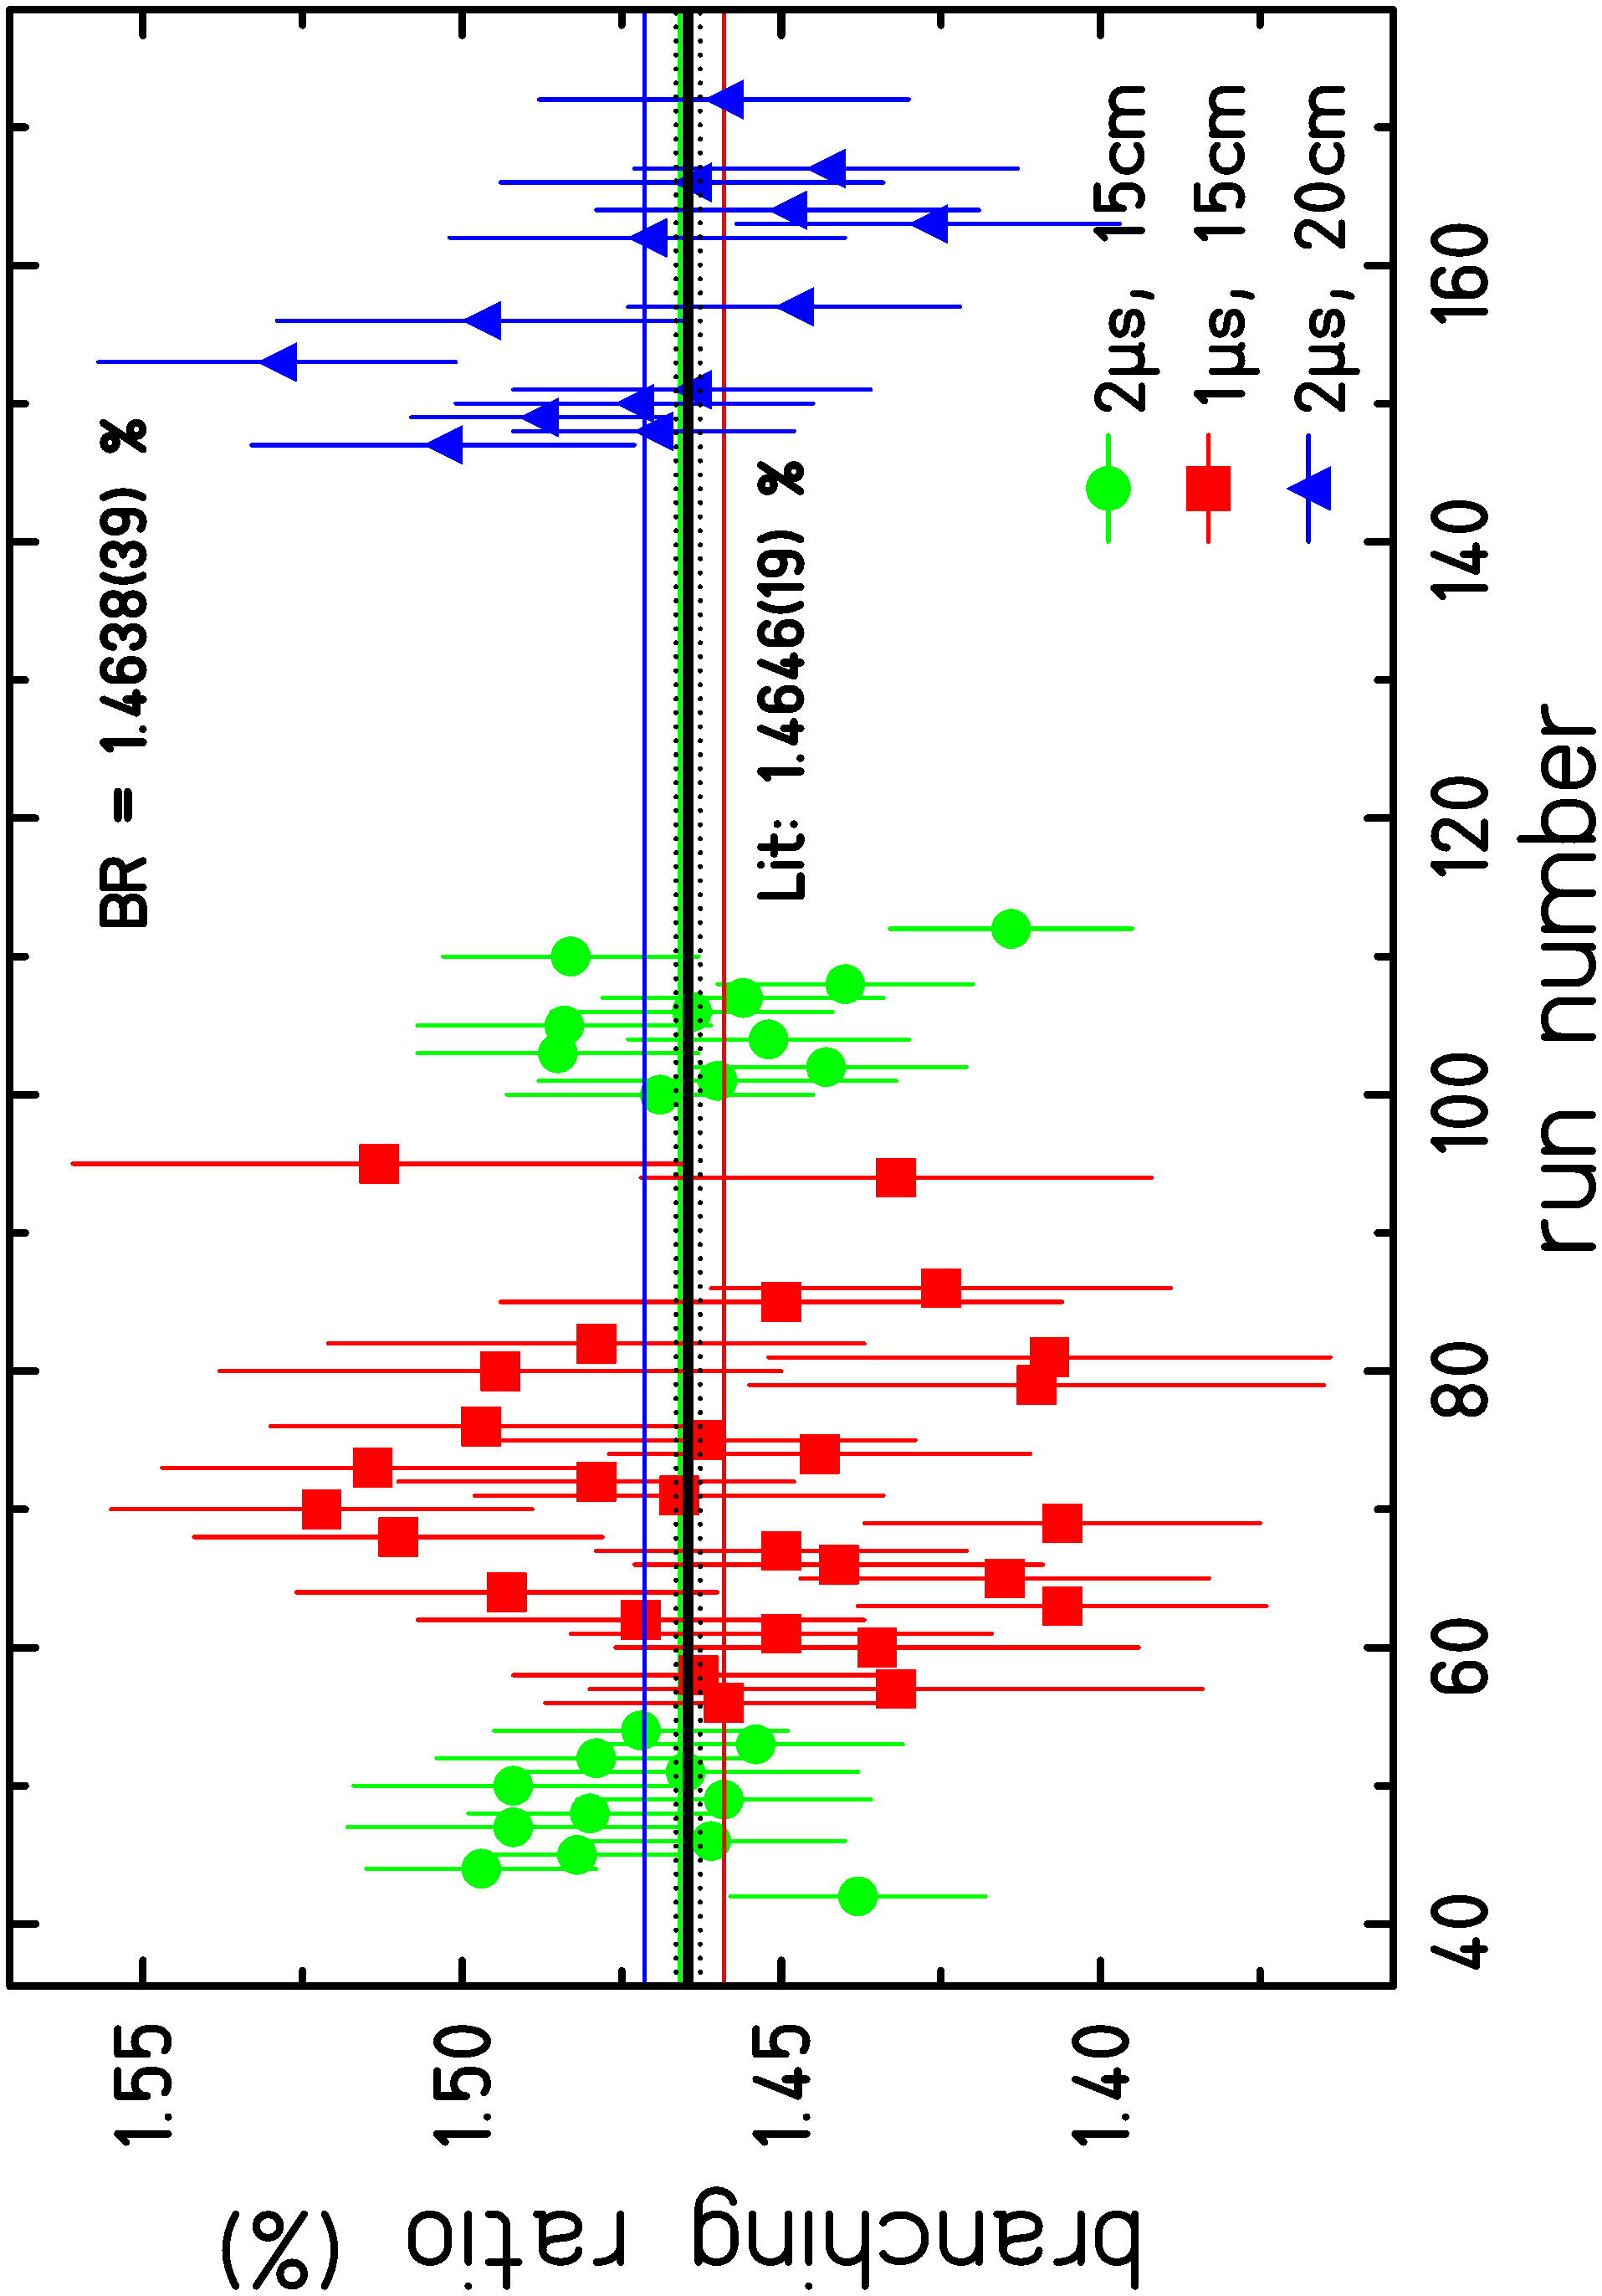 BR = 1.4638(39) %
Lit: 1.4646(19) %
2μs, 15cm
1μs, 15cm
2μs, 20cm
1.55
1.50
1.45
1.40
branching ratio (%)
40 60 80 100 120 140 160
run number